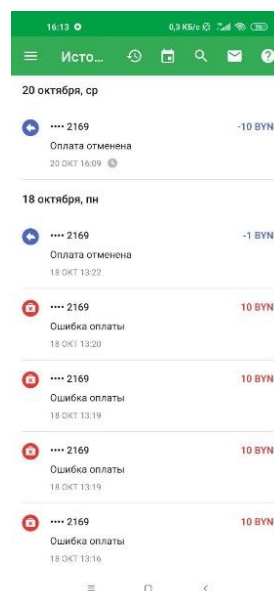 16:13
0,3 КБ/с
76
Исто...
20 октября, ср
•••• 2169
-10 BYN
Оплата отменена
20 ОКТ 16:09
18 октября, пн
•••• 2169
-1 BYN
Оплата отменена
18 ОКТ 13:22
•••• 2169
10 BYN
Ошибка оплаты
18 ОКТ 13:20
•••• 2169
10 BYN
Ошибка оплаты
18 ОКТ 13:19
•••• 2169
10 BYN
Ошибка оплаты
18 ОКТ 13:19
•••• 2169
10 BYN
Ошибка оплаты
18 ОКТ 13:16